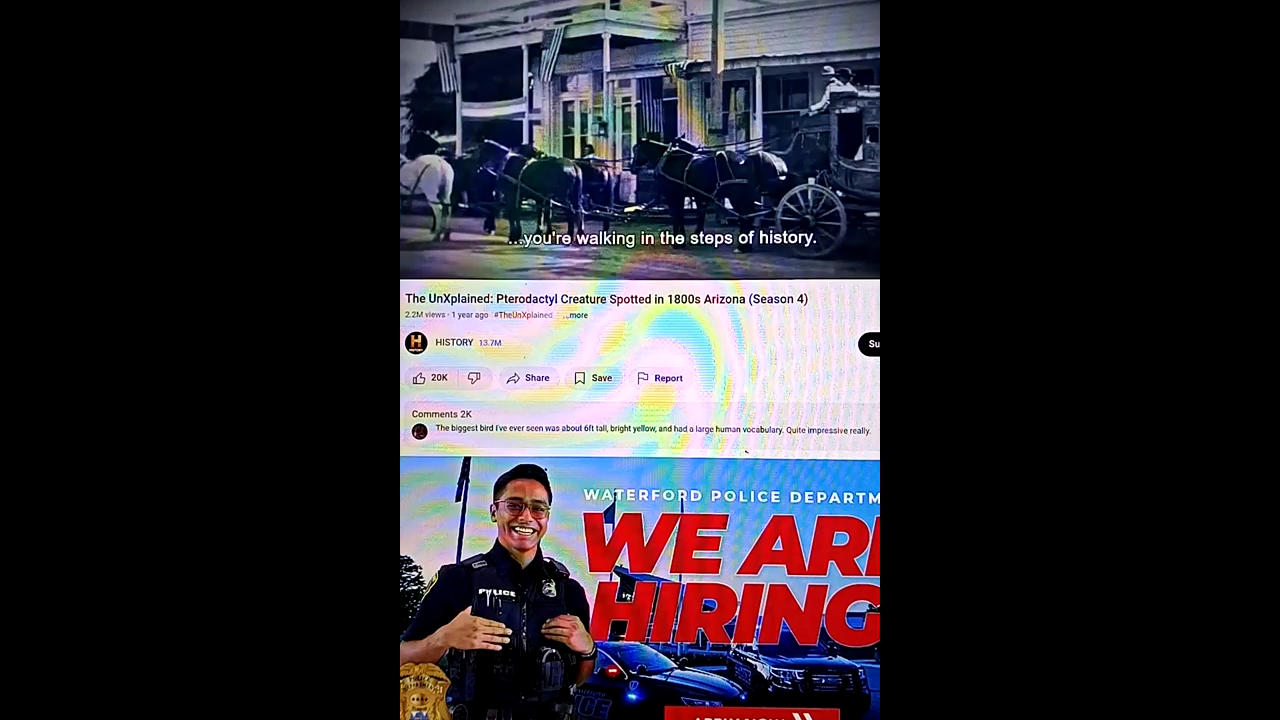 ...you're walking in the steps of history.
The UnXplained: Pterodactyl Creature Spotted in 1800s Arizona (Season 4)
2.2M views · 1 year ago #TheUnXplained ...more
H HISTORY 13.7M
Su
20K Share Save Report
Comments 2K
The biggest bird I've ever seen was about 6ft tall, bright yellow, and had a large human vocabulary. Quite impressive really.
WATERFORD POLICE DEPARTM
WE ARE
HIRING
POLICE
APPLY NOW